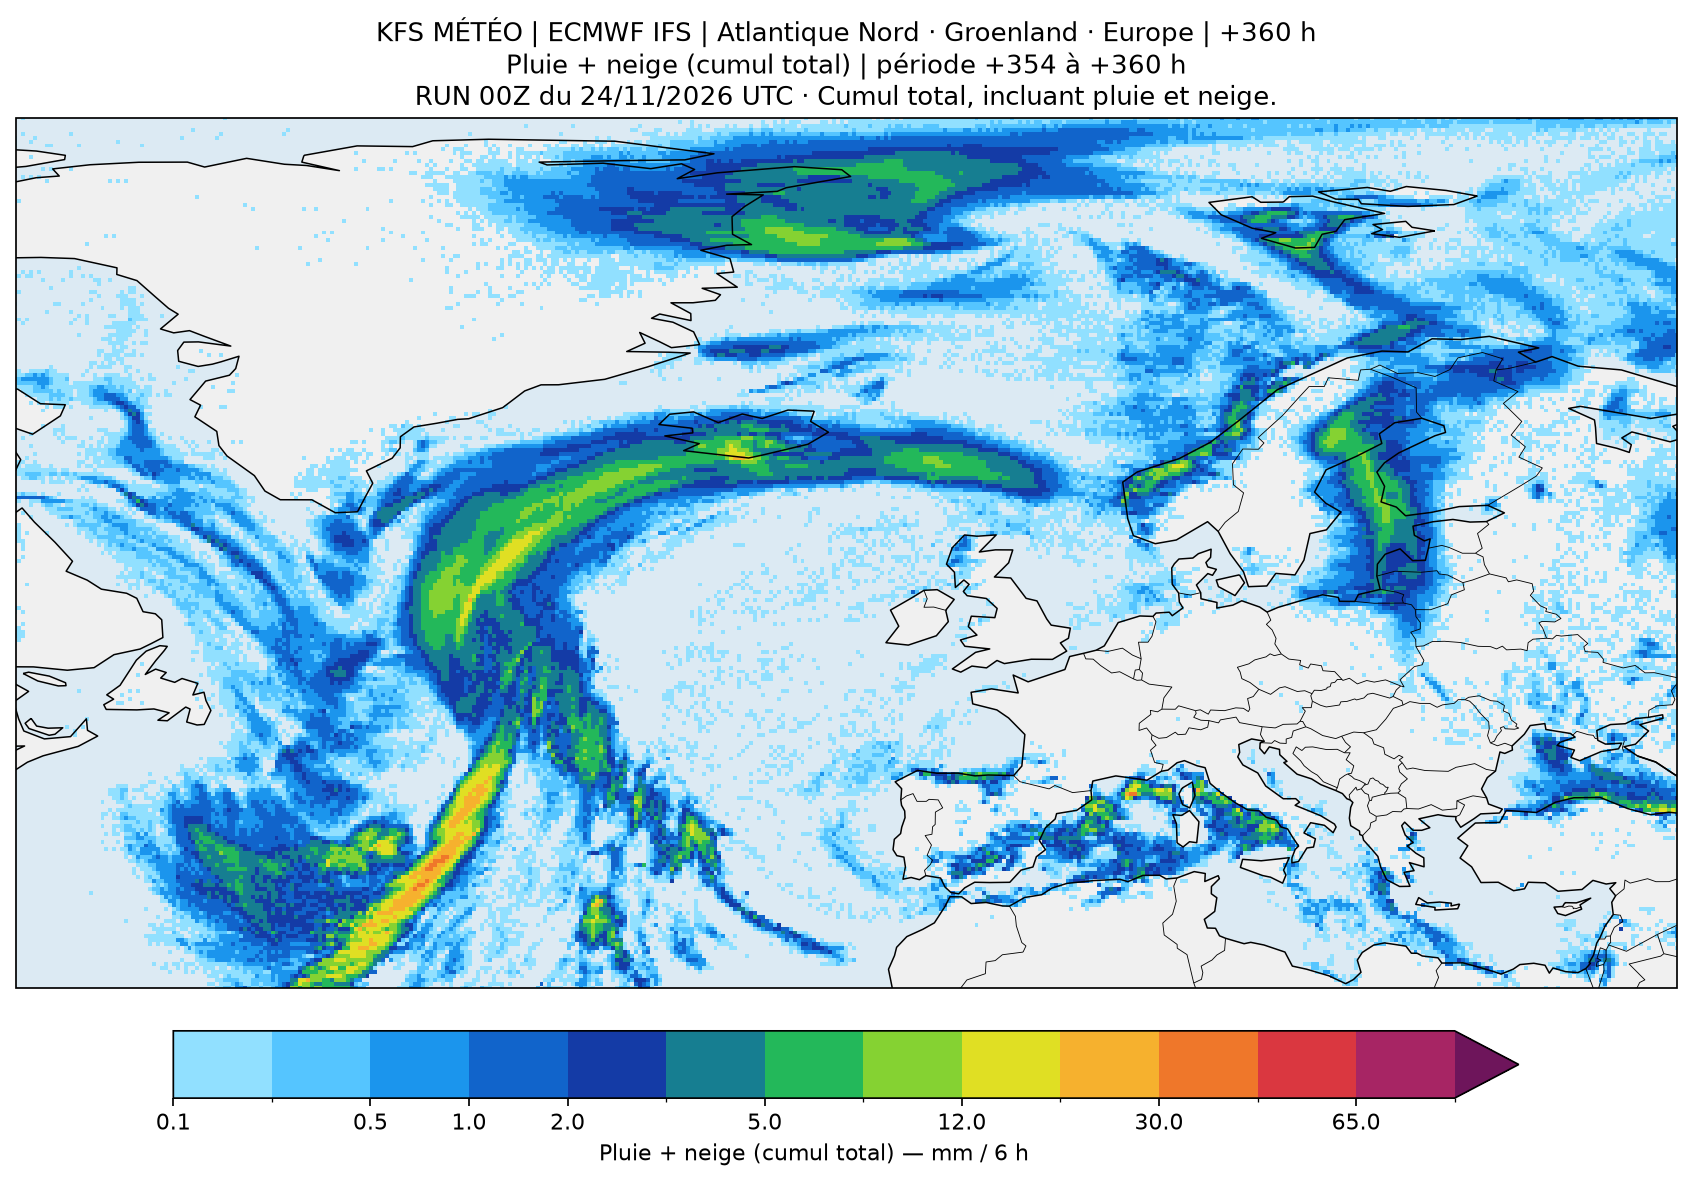 KFS MÉTÉO | ECMWF IFS | Atlantique Nord · Groenland · Europe | +360 h
Pluie + neige (cumul total) | période +354 à +360 h
RUN 00Z du 24/11/2026 UTC · Cumul total, incluant pluie et neige.
0.1 0.5 1.0 2.0 5.0 12.0 30.0 65.0
Pluie + neige (cumul total) — mm / 6 h